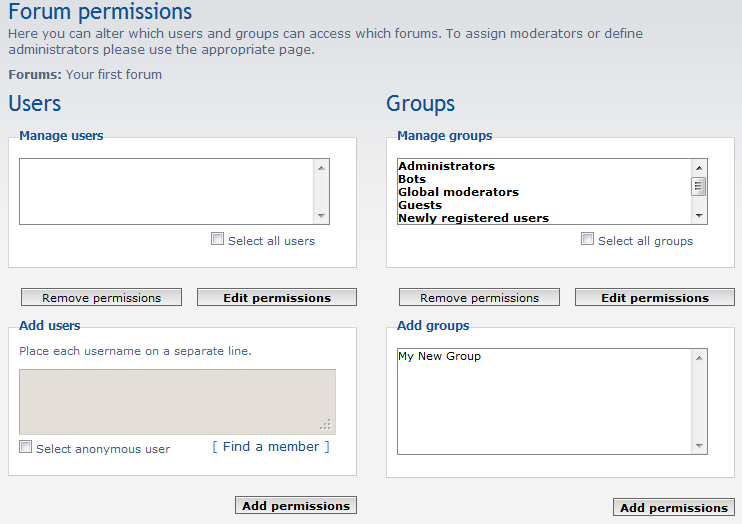 Forum permissions
Here you can alter which users and groups can access which forums. To assign moderators or define
administrators please use the appropriate page.
Forums: Your first forum
Users
Manage users
Select all users
Remove permissions
Edit permissions
Add users
Place each username on a separate line.
Select anonymous user
[ Find a member ]
Add permissions
Groups
Manage groups
Administrators
Bots
Global moderators
Guests
Newly registered users
Select all groups
Remove permissions
Edit permissions
Add groups
My New Group
Add permissions